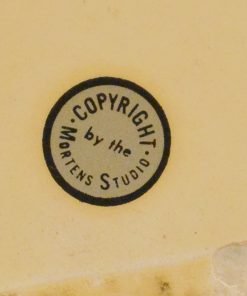 · COPYRIGHT ·
by the
MORTENS STUDIO